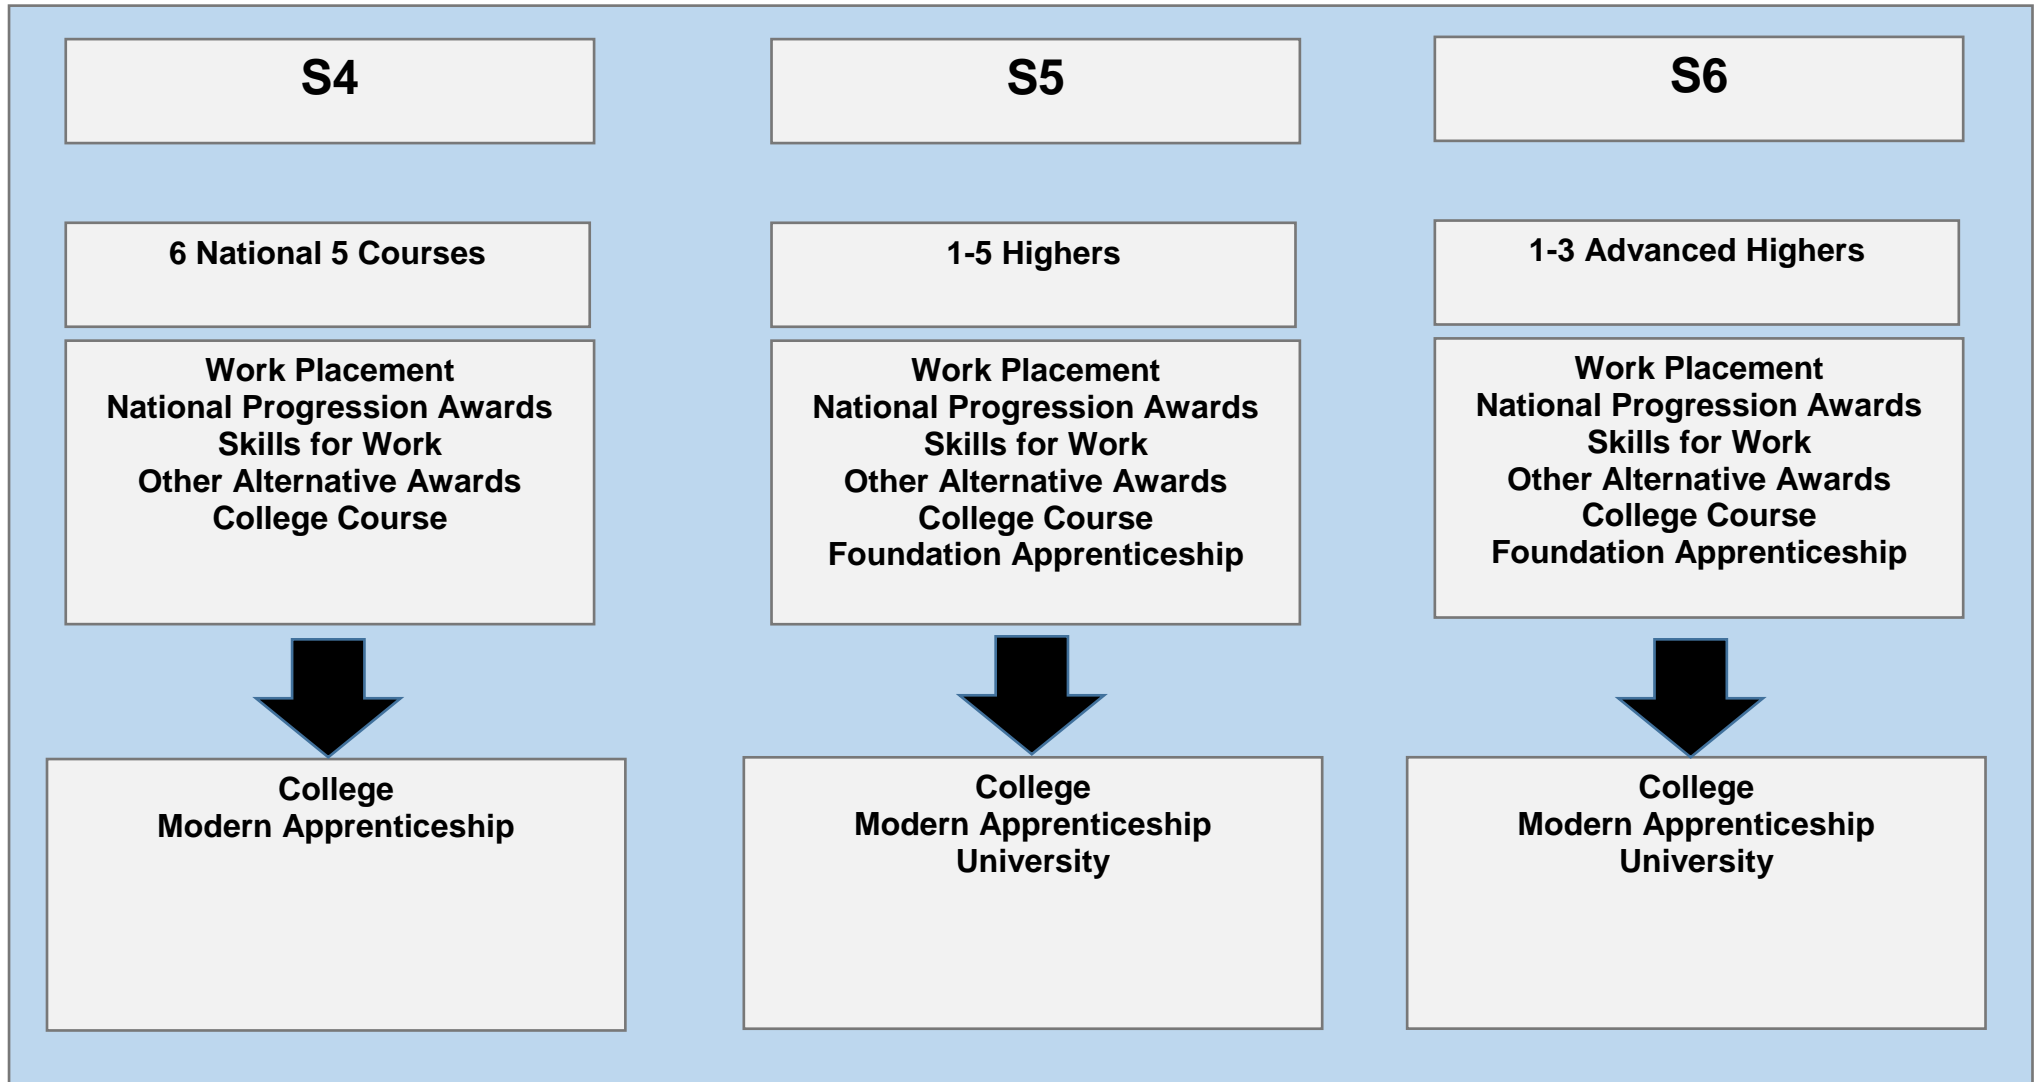 S4
S5
S6
6 National 5 Courses
1-5 Highers
1-3 Advanced Highers
Work Placement
National Progression Awards
Skills for Work
Other Alternative Awards
College Course
Work Placement
National Progression Awards
Skills for Work
Other Alternative Awards
College Course
Foundation Apprenticeship
Work Placement
National Progression Awards
Skills for Work
Other Alternative Awards
College Course
Foundation Apprenticeship
College
Modern Apprenticeship
College
Modern Apprenticeship
University
College
Modern Apprenticeship
University